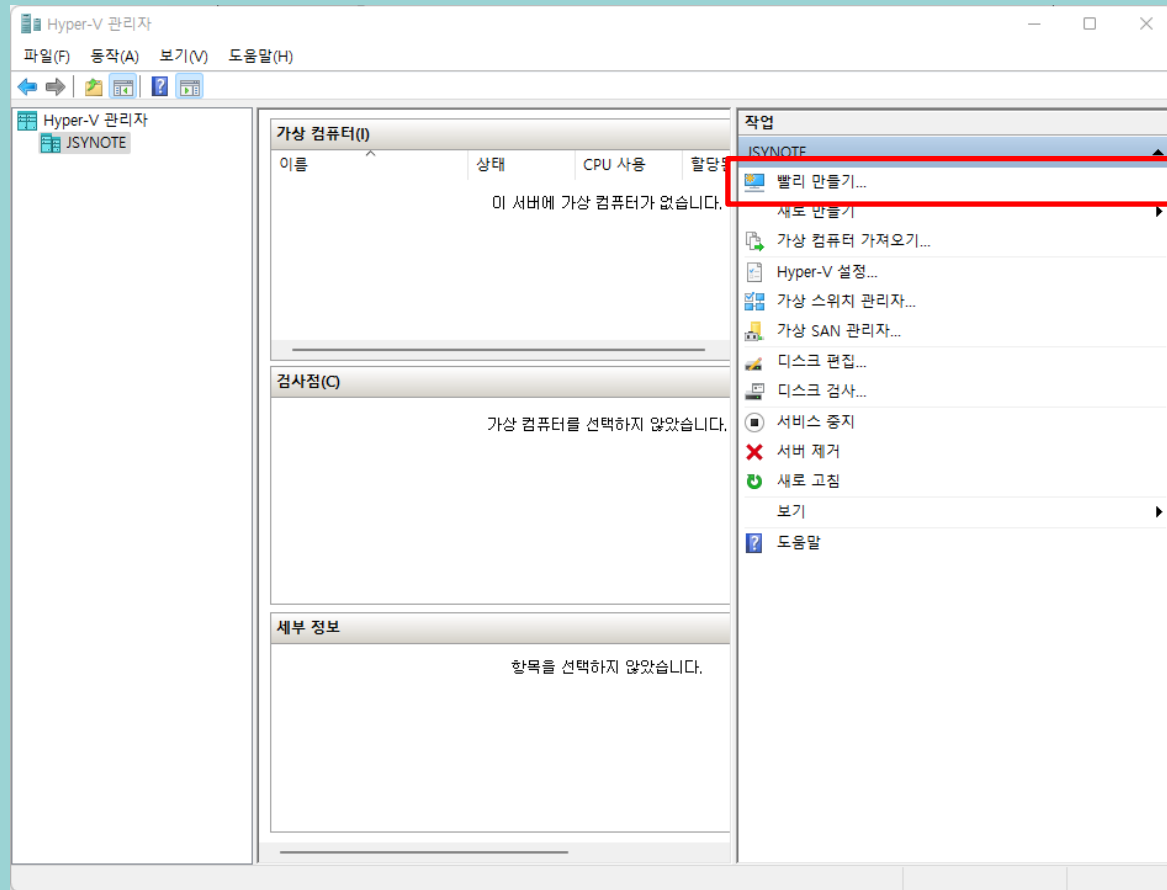 Hyper-V 관리자
파일(F) 동작(A) 보기(V) 도움말(H)
Hyper-V 관리자
JSYNOTE
가상 컴퓨터(I)
이름 상태 CPU 사용
이 서버에 가상 컴퓨터가 없습니다.
검사점(C)
가상 컴퓨터를 선택하지 않았습니다.
세부 정보
항목을 선택하지 않았습니다.
작업
JSYNOTE
빨리 만들기...
새로 만들기
가상 컴퓨터 가져오기...
Hyper-V 설정...
가상 스위치 관리자...
가상 SAN 관리자...
디스크 편집...
디스크 검사...
서비스 중지
서버 제거
새로 고침
보기
도움말